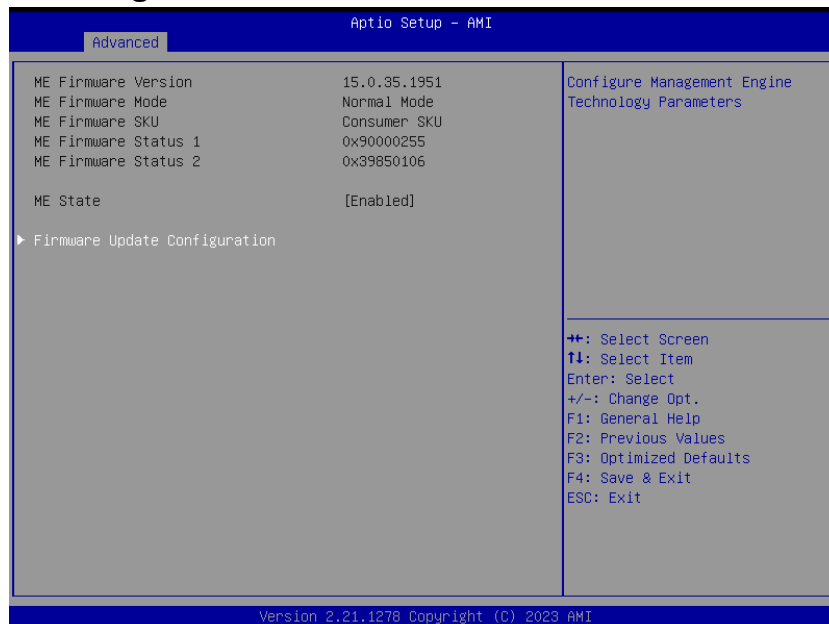 Aptio Setup – AMI
Advanced
ME Firmware Version 15.0.35.1951
ME Firmware Mode Normal Mode
ME Firmware SKU Consumer SKU
ME Firmware Status 1 0x90000255
ME Firmware Status 2 0x39850106
ME State [Enabled]
Firmware Update Configuration
Configure Management Engine
Technology Parameters
→←: Select Screen
↑↓: Select Item
Enter: Select
+/-: Change Opt.
F1: General Help
F2: Previous Values
F3: Optimized Defaults
F4: Save & Exit
ESC: Exit
Version 2.21.1278 Copyright (C) 2023 AMI